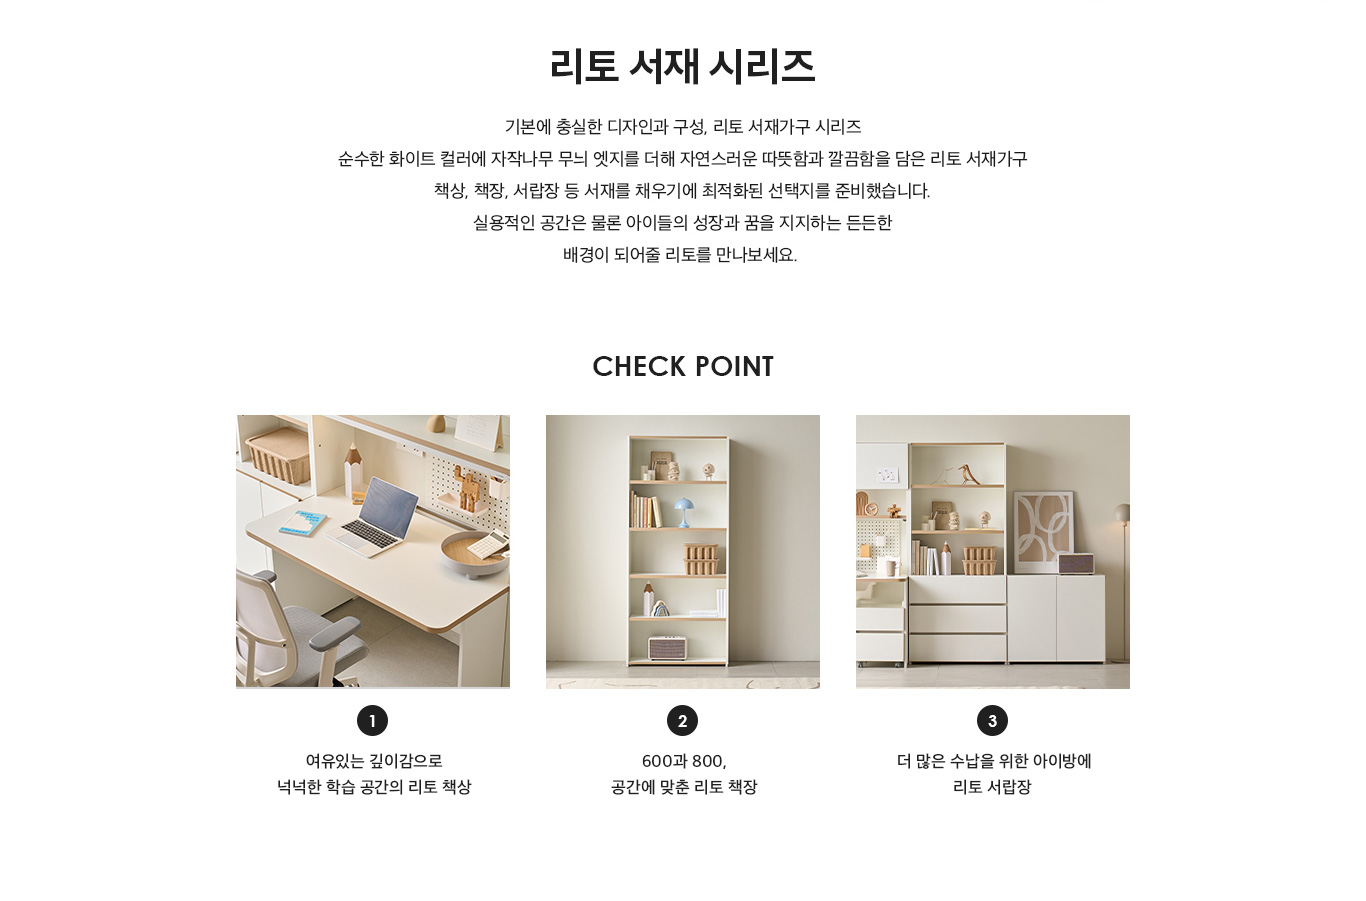 리토 서재 시리즈
기본에 충실한 디자인과 구성, 리토 서재가구 시리즈
순수한 화이트 컬러에 자작나무 무늬 엣지를 더해 자연스러운 따뜻함과 깔끔함을 담은 리토 서재가구
책상, 책장, 서랍장 등 서재를 채우기에 최적화된 선택지를 준비했습니다.
실용적인 공간은 물론 아이들의 성장과 꿈을 지지하는 든든한
배경이 되어줄 리토를 만나보세요.
CHECK POINT
1
여유있는 깊이감으로
넉넉한 학습 공간의 리토 책상
2
600과 800,
공간에 맞춘 리토 책장
3
더 많은 수납을 위한 아이방에
리토 서랍장